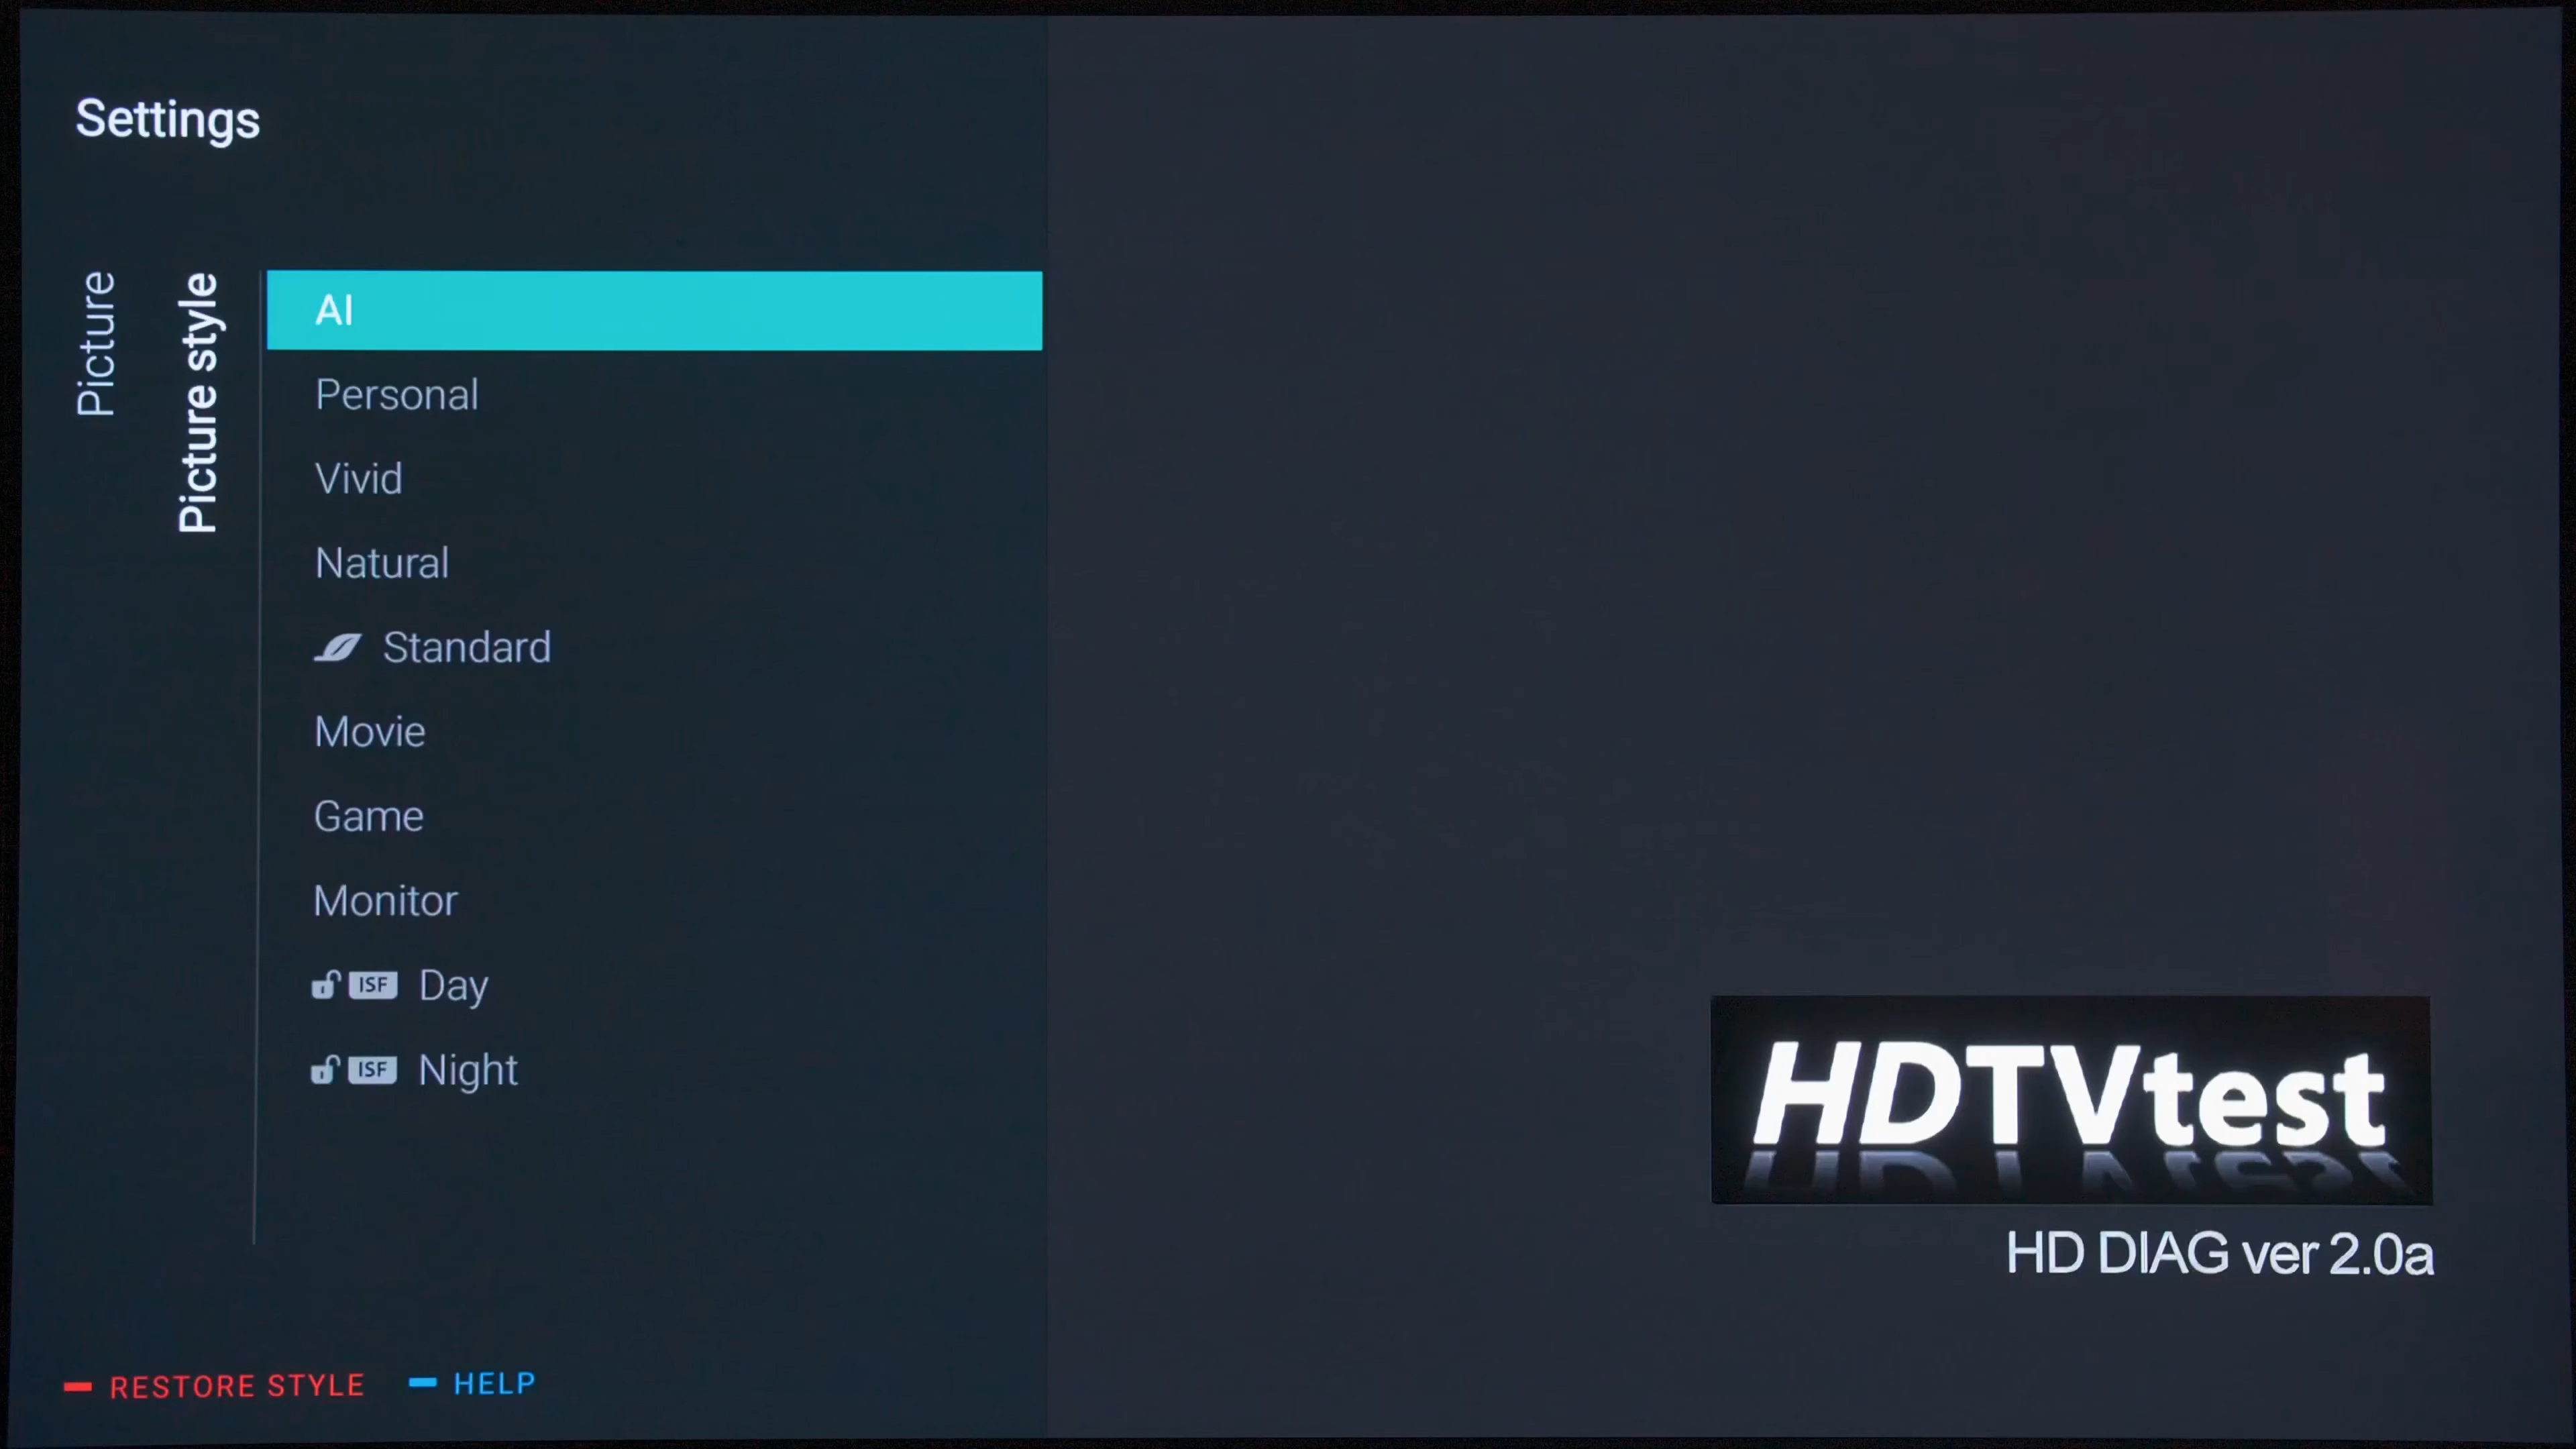 Settings
Picture
Picture style
AI
Personal
Vivid
Natural
Standard
Movie
Game
Monitor
ISF Day
ISF Night
HDTVtest
HD DIAG ver 2.0a
RESTORE STYLE
HELP